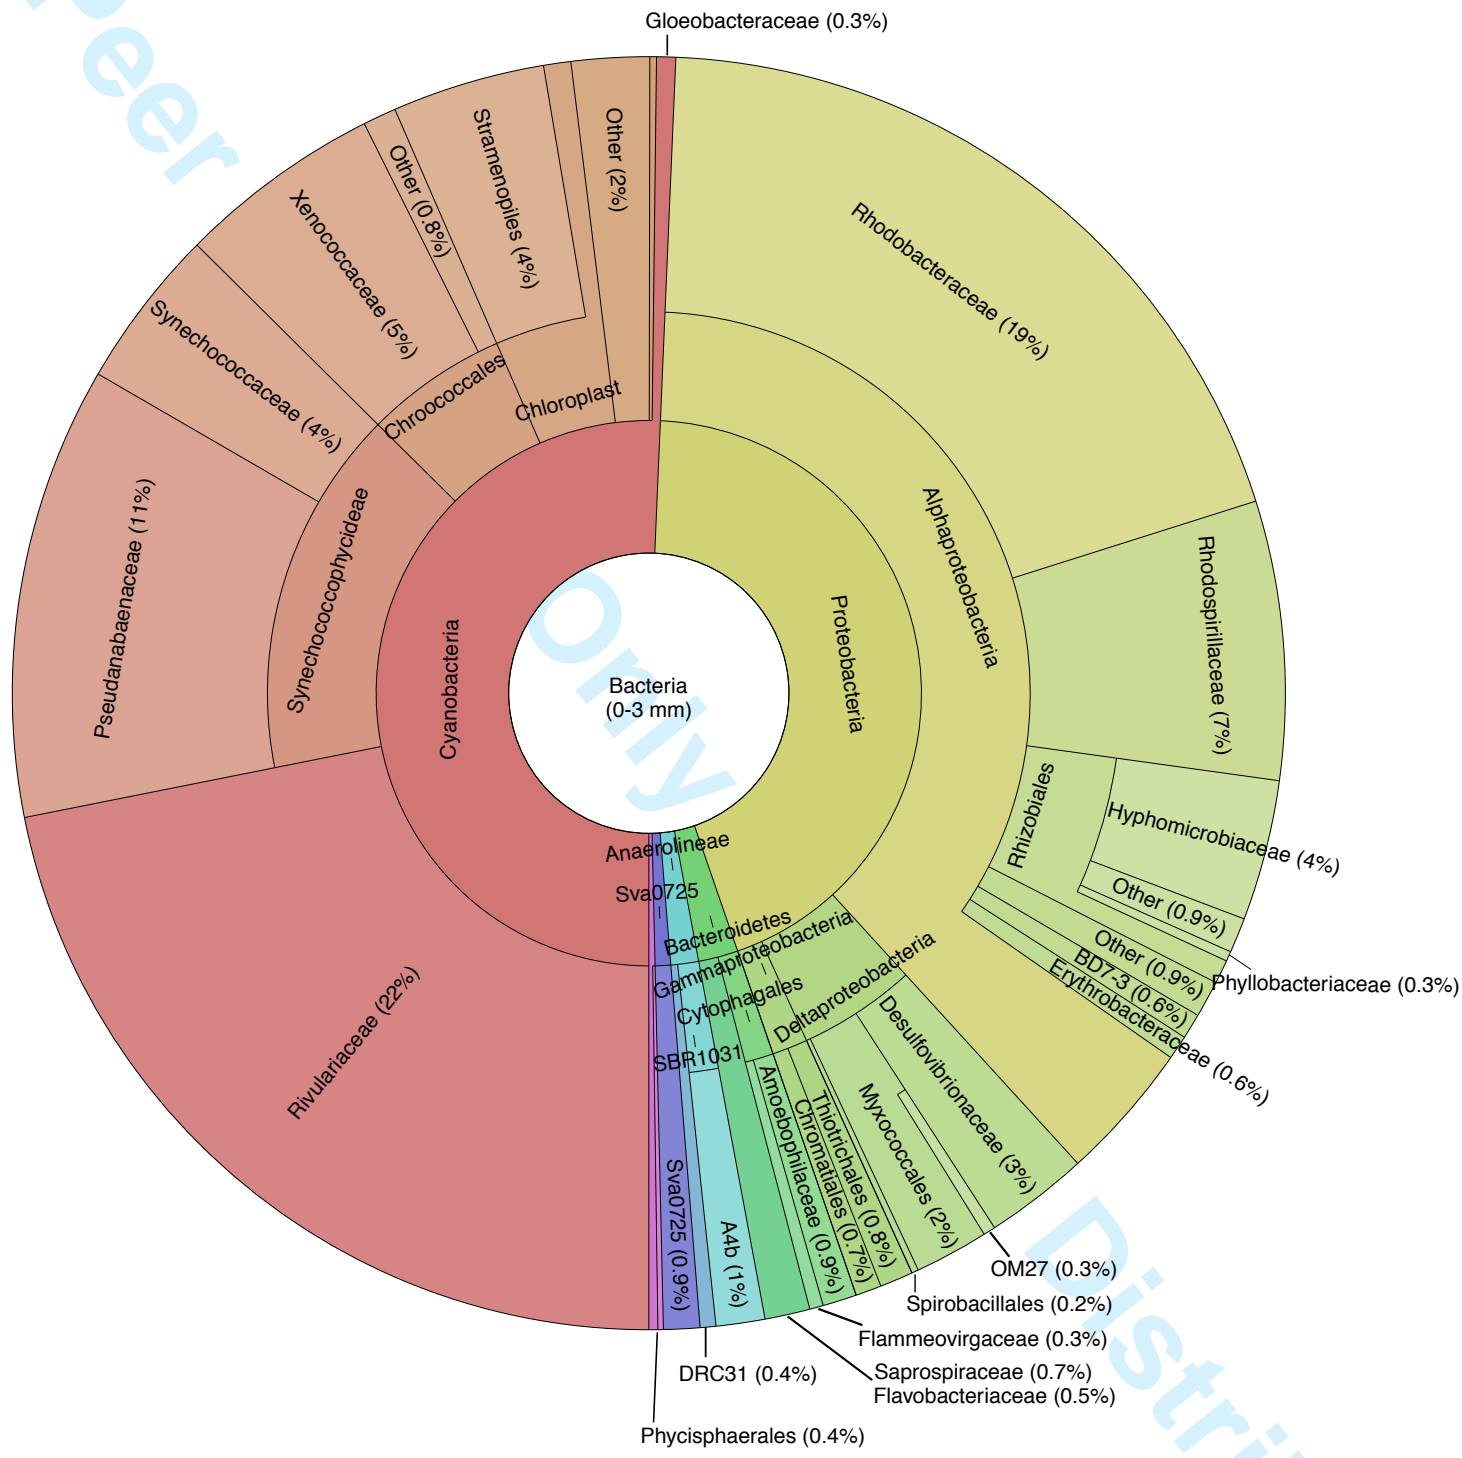 Gloeobacteraceae (0.3%)
Other (2%)
Stramenopiles (4%)
Other (0.8%)
Xenococcaceae (5%)
Synechococcaceae (4%)
Pseudanabaenaceae (11%)
Rivulariaceae (22%)
Chroococcales
Chloroplast
Synechococcophycideae
Cyanobacteria
Bacteria
(0-3 mm)
Proteobacteria
Alphaproteobacteria
Rhodobacteraceae (19%)
Rhodospirillaceae (7%)
Rhizobiales
Hyphomicrobiaceae (4%)
Other (0.9%)
Phyllobacteriaceae (0.3%)
Other (0.9%)
BD7-3 (0.6%)
Erythrobacteraceae (0.6%)
Anaerolineae
Sva0725
Bacteroidetes
Gammaproteobacteria
Cytophagales
Deltaproteobacteria
SBR1031
Desulfovibrionaceae (3%)
Myxococcales (2%)
Thiotrichales (0.8%)
Chromatiales (0.7%)
Amoebophilaceae (0.9%)
A4b (1%)
Sva0725 (0.9%)
OM27 (0.3%)
Spirobacillales (0.2%)
Flammeovirgaceae (0.3%)
Saprospiraceae (0.7%)
Flavobacteriaceae (0.5%)
DRC31 (0.4%)
Phycisphaerales (0.4%)
Peer
Only
Distri